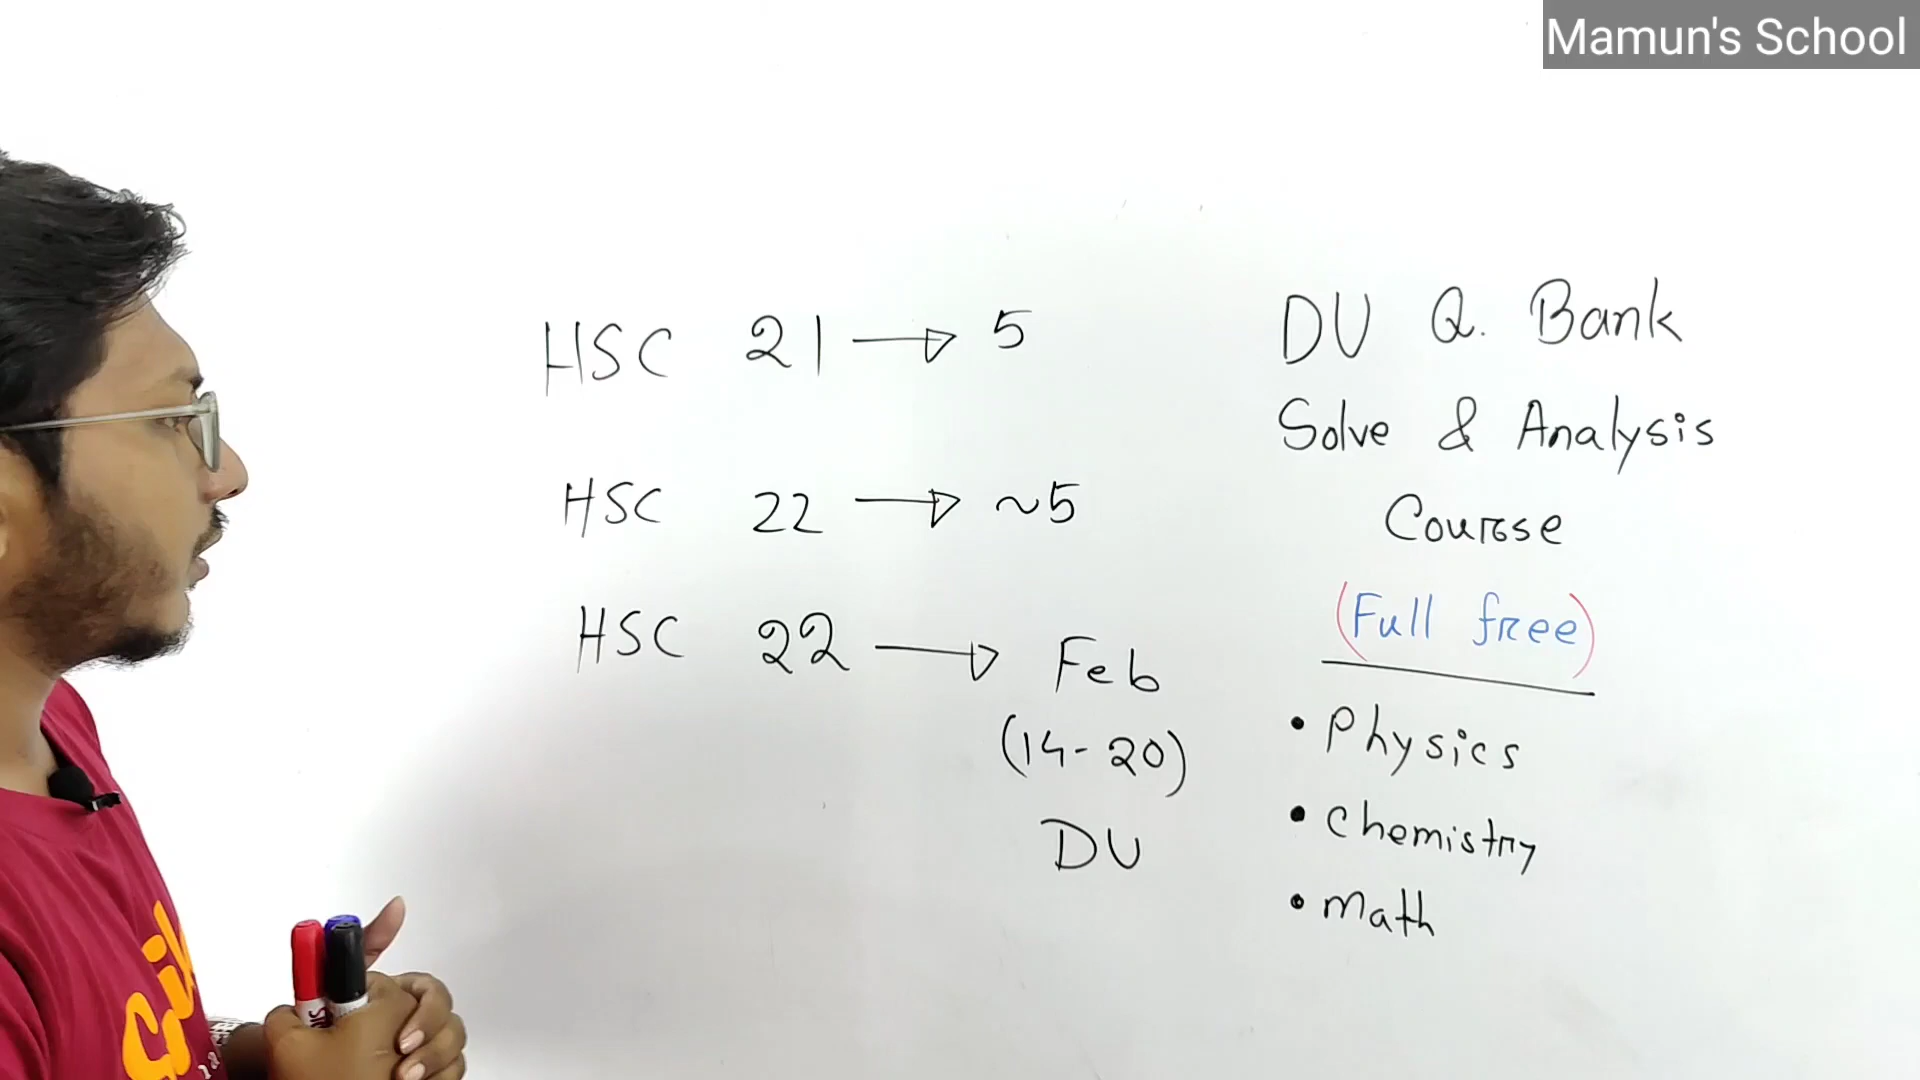 Mamun's School
HSC 21 → 5
HSC 22 → ~5
HSC 22 → Feb
(14-20)
DU
DU Q. Bank
Solve & Analysis
Course
(Full free)
• Physics
• Chemistry
• Math